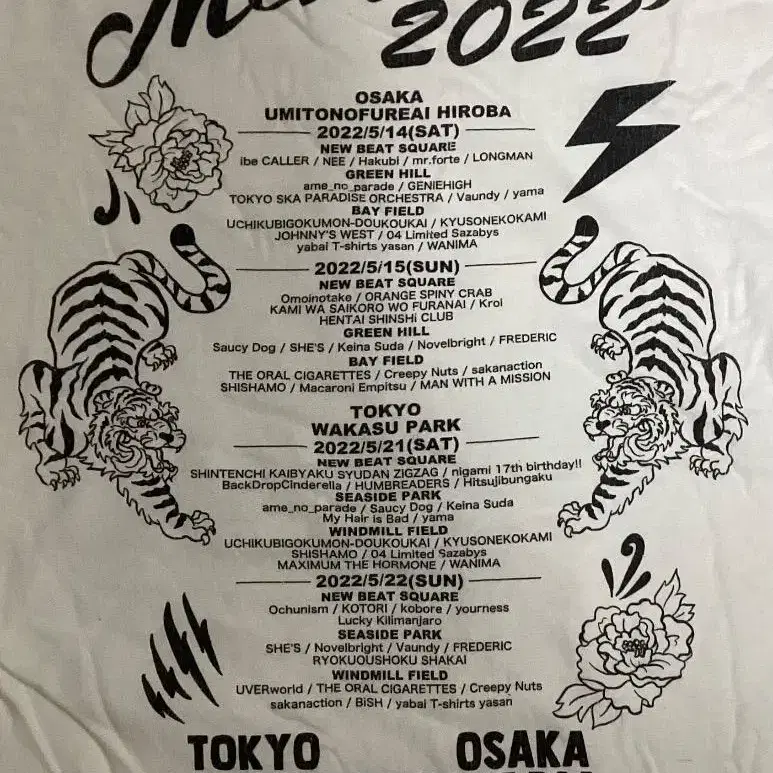 2022
OSAKA
UMITONOFUREAI HIROBA
2022/5/14(SAT)
NEW BEAT SQUARE
ibe CALLER / NEE / Hakubi / mr.forte / LONGMAN
GREEN HILL
ame_no_parade / GENIEHIGH
TOKYO SKA PARADISE ORCHESTRA / Vaundy / yama
BAY FIELD
UCHIKUBIGOKUMON-DOUKOUKAI / KYUSONEKOKAMI
JOHNNY'S WEST / 04 Limited Sazabys
yabai T-shirts yasan / WANIMA
2022/5/15(SUN)
NEW BEAT SQUARE
Omoinotake / ORANGE SPINY CRAB
KAMI WA SAIKORO WO FURANAI / Kroi
HENTAI SHINSHi CLUB
GREEN HILL
Saucy Dog / SHE'S / Keina Suda / Novelbright / FREDERIC
BAY FIELD
THE ORAL CIGARETTES / Creepy Nuts / sakanaction
SHISHAMO / Macaroni Empitsu / MAN WITH A MISSION
TOKYO
WAKASU PARK
2022/5/21(SAT)
NEW BEAT SQUARE
SHINTENCHI KAIBYAKU SYUDAN ZIGZAG / nigami 17th birthday!!
BackDropCinderella / HUMBREADERS / Hitsujibungaku
SEASIDE PARK
ame_no_parade / Saucy Dog / Keina Suda
My Hair is Bad / yama
WINDMILL FIELD
UCHIKUBIGOKUMON-DOUKOUKAI / KYUSONEKOKAMI
SHISHAMO / 04 Limited Sazabys
MAXIMUM THE HORMONE / WANIMA
2022/5/22(SUN)
NEW BEAT SQUARE
Ochunism / KOTORI / kobore / yourness
Lucky Kilimanjaro
SEASIDE PARK
SHE'S / Novelbright / Vaundy / FREDERIC
RYOKUOUSHOKU SHAKAI
WINDMILL FIELD
UVERworld / THE ORAL CIGARETTES / Creepy Nuts
sakanaction / BiSH / yabai T-shirts yasan
TOKYO OSAKA